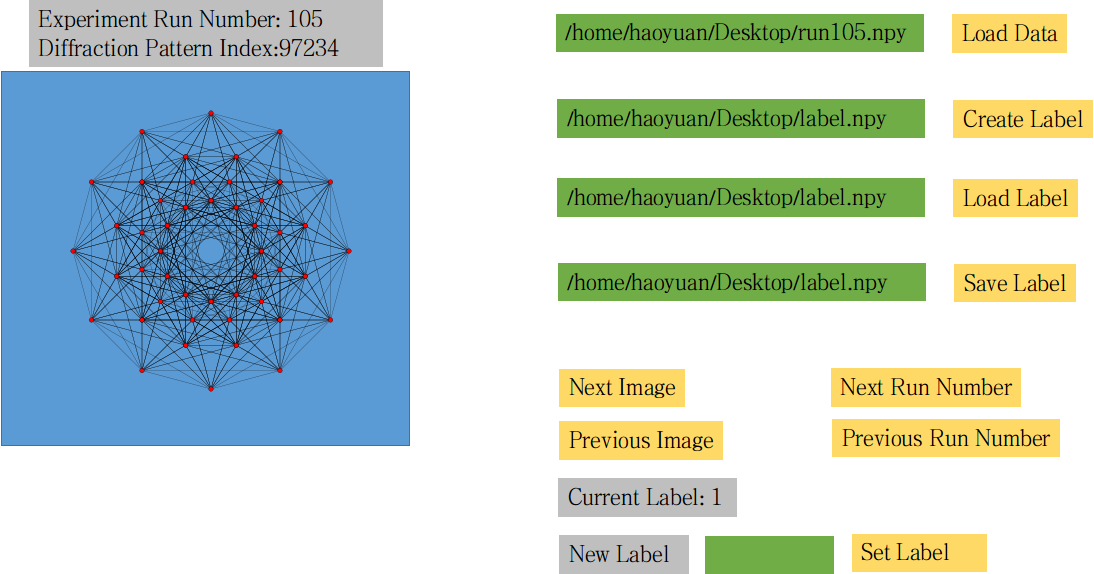 Experiment Run Number: 105
Diffraction Pattern Index:97234
/home/haoyuan/Desktop/run105.npy
Load Data
/home/haoyuan/Desktop/label.npy
Create Label
/home/haoyuan/Desktop/label.npy
Load Label
/home/haoyuan/Desktop/label.npy
Save Label
Next Image
Next Run Number
Previous Image
Previous Run Number
Current Label: 1
New Label
Set Label